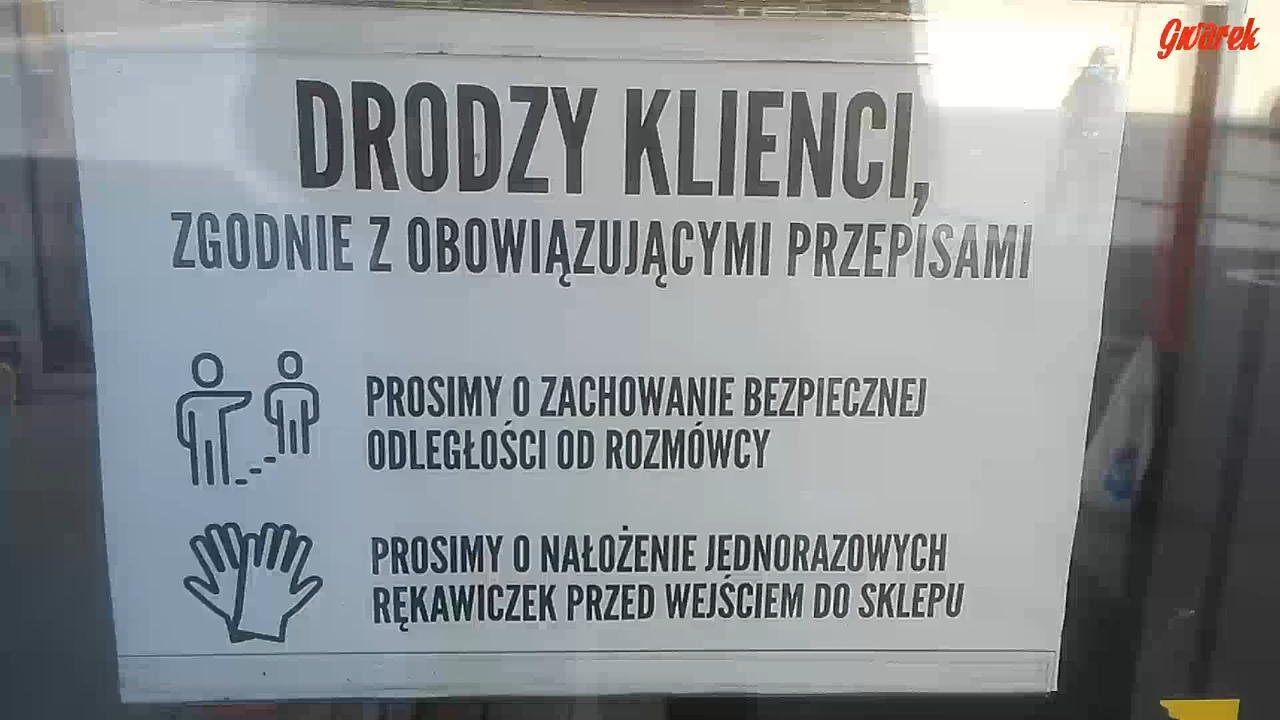 Gwarek
DRODZY KLIENCI,
ZGODNIE Z OBOWIĄZUJĄCYMI PRZEPISAMI
PROSIMY O ZACHOWANIE BEZPIECZNEJ
ODLEGŁOŚCI OD ROZMÓWCY
PROSIMY O NAŁOŻENIE JEDNORAZOWYCH
RĘKAWICZEK PRZED WEJŚCIEM DO SKLEPU